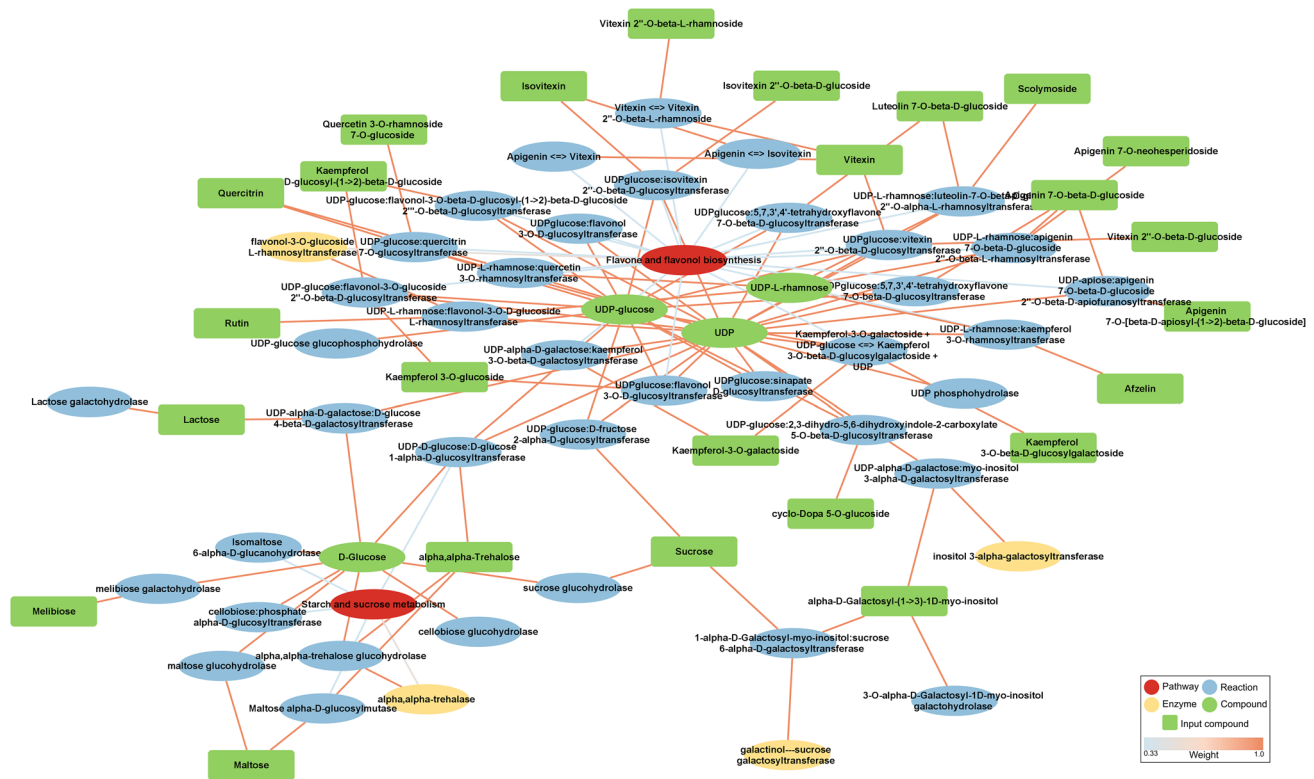 Vitexin 2"-O-beta-L-rhamnoside
Isovitexin
Isovitexin 2"-O-beta-D-glucoside
Scolymoside
Vitexin <=> Vitexin
2"-O-beta-L-rhamnoside
Luteolin 7-O-beta-D-glucoside
Quercetin 3-O-rhamnoside
7-O-glucoside
Apigenin <=> Vitexin
Apigenin <=> Isovitexin
Vitexin
Apigenin 7-O-neohesperidoside
Kaempferol
D-glucosyl-(1->2)-beta-D-glucoside
Quercitrin
UDPglucose:isovitexin
2"-O-beta-D-glucosyltransferase
UDP-L-rhamnose:luteolin-7-O-beta-D-glucoside
2"-O-alpha-L-rhamnosyltransferase
Apigenin 7-O-beta-D-glucoside
UDP-glucose:flavonol-3-O-beta-D-glucosyl-(1->2)-beta-D-glucoside
2'"-O-beta-D-glucosyltransferase
UDPglucose:flavonol
3-O-D-glucosyltransferase
UDPglucose:5,7,3',4'-tetrahydroxyflavone
7-O-beta-D-glucosyltransferase
flavonol-3-O-glucoside
L-rhamnosyltransferase
UDP-glucose:quercitrin
7-O-glucosyltransferase
Flavone and flavonol biosynthesis
UDPglucose:vitexin
2"-O-beta-D-glucosyltransferase
UDP-L-rhamnose:apigenin
7-O-beta-D-glucoside
2"-O-beta-L-rhamnosyltransferase
Vitexin 2"-O-beta-D-glucoside
UDP-L-rhamnose:quercetin
3-O-rhamnosyltransferase
UDP-glucose:flavonol-3-O-glucoside
2"-O-beta-D-glucosyltransferase
UDP-L-rhamnose
UDPglucose:5,7,3',4'-tetrahydroxyflavone
7-O-beta-D-glucosyltransferase
UDP-apiose:apigenin
7-O-beta-D-glucoside
2"-O-beta-D-apiofuranosyltransferase
Rutin
UDP-L-rhamnose:flavonol-3-O-D-glucoside
L-rhamnosyltransferase
UDP-glucose
UDP
Apigenin
7-O-[beta-D-apiosyl-(1->2)-beta-D-glucoside]
UDP-glucose glucophosphohydrolase
UDP-alpha-D-galactose:kaempferol
3-O-beta-D-galactosyltransferase
Kaempferol-3-O-galactoside +
UDP-glucose <=> Kaempferol
3-O-beta-D-glucosylgalactoside +
UDP
UDP-L-rhamnose:kaempferol
3-O-rhamnosyltransferase
Kaempferol 3-O-glucoside
UDPglucose:flavonol
3-O-D-glucosyltransferase
UDPglucose:sinapate
D-glucosyltransferase
UDP phosphohydrolase
Afzelin
Lactose galactohydrolase
Lactose
UDP-alpha-D-galactose:D-glucose
4-beta-D-galactosyltransferase
UDP-D-glucose:D-glucose
1-alpha-D-glucosyltransferase
UDP-glucose:D-fructose
2-alpha-D-glucosyltransferase
Kaempferol-3-O-galactoside
UDP-glucose:2,3-dihydro-5,6-dihydroxyindole-2-carboxylate
5-O-beta-D-glucosyltransferase
Kaempferol
3-O-beta-D-glucosylgalactoside
UDP-alpha-D-galactose:myo-inositol
3-alpha-D-galactosyltransferase
cyclo-Dopa 5-O-glucoside
Isomaltose
6-alpha-D-glucanohydrolase
D-Glucose
alpha,alpha-Trehalose
Sucrose
inositol 3-alpha-galactosyltransferase
melibiose galactohydrolase
sucrose glucohydrolase
Melibiose
cellobiose:phosphate
alpha-D-glucosyltransferase
Starch and sucrose metabolism
alpha-D-Galactosyl-(1->3)-1D-myo-inositol
cellobiose glucohydrolase
maltose glucohydrolase
alpha,alpha-trehalose glucohydrolase
1-alpha-D-Galactosyl-myo-inositol:sucrose
6-alpha-D-galactosyltransferase
Maltose alpha-D-glucosylmutase
alpha,alpha-trehalase
3-O-alpha-D-Galactosyl-1D-myo-inositol
galactohydrolase
Maltose
galactinol---sucrose
galactosyltransferase
Pathway
Reaction
Enzyme
Compound
Input compound
0.33
Weight
1.0